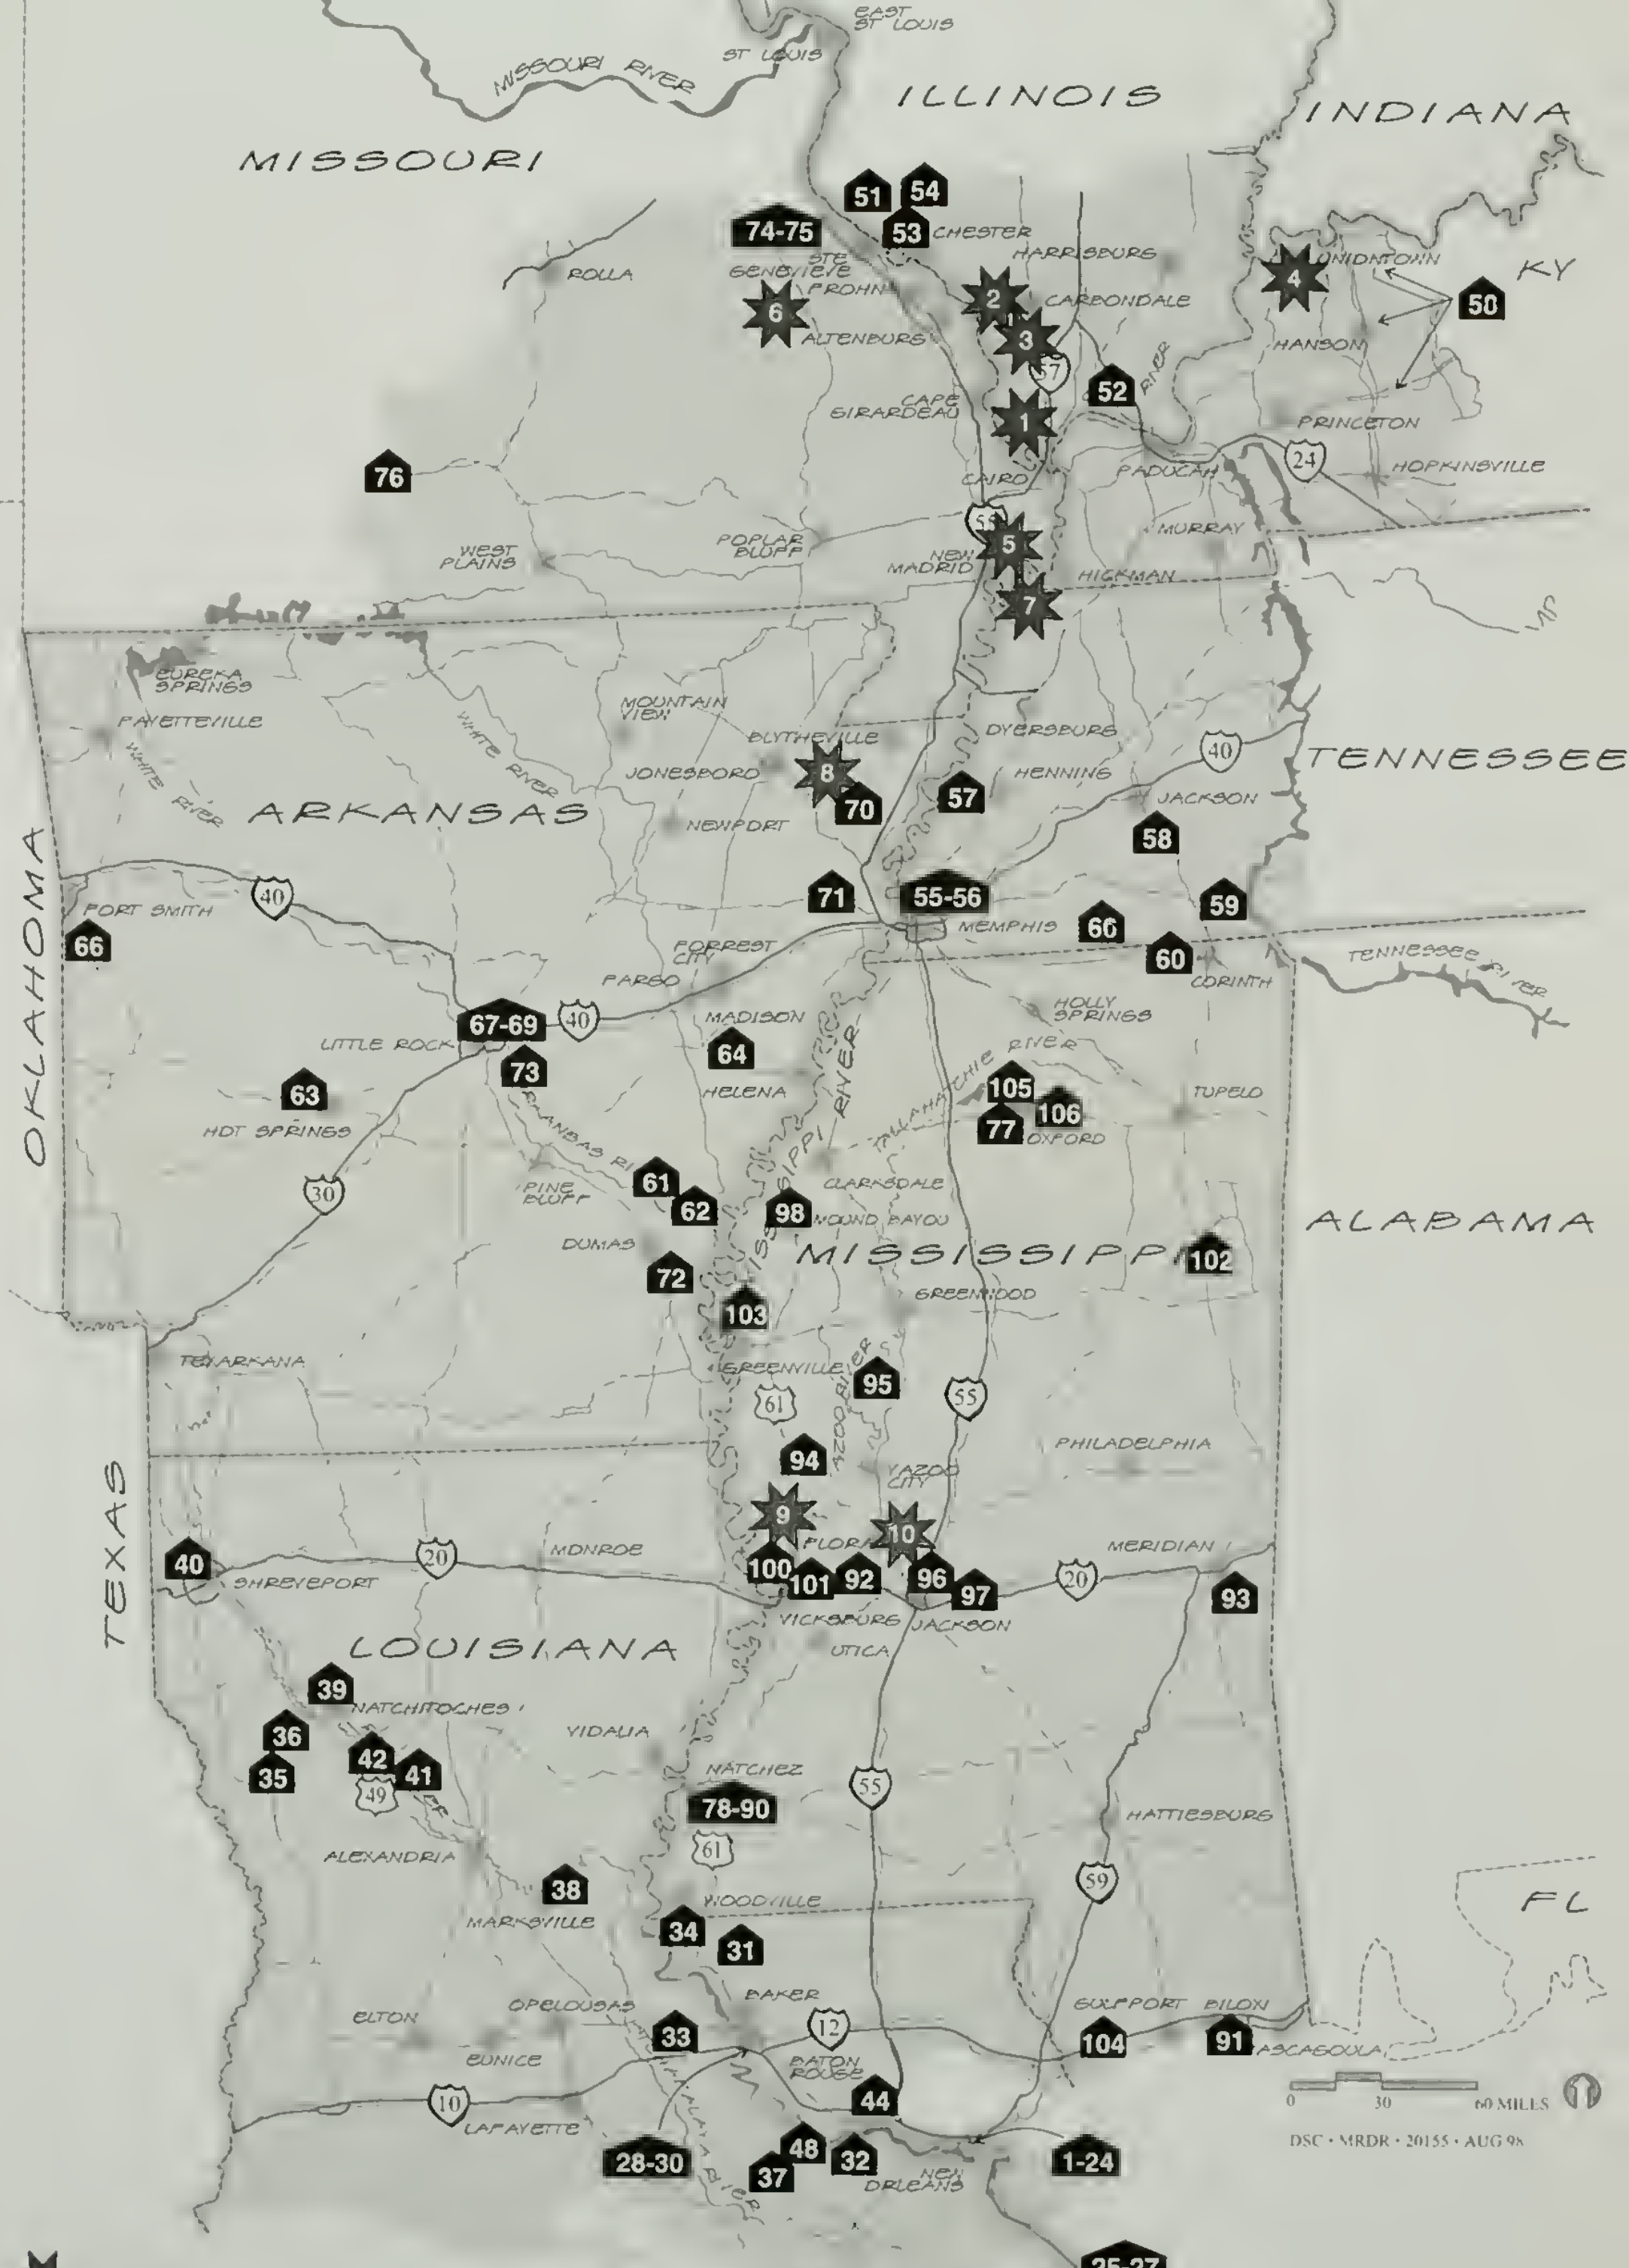 EAST
ST LOUIS
ST LOUIS
MISSOURI RIVER
ILLINOIS
INDIANA
MISSOURI
51
54
74-75
53
CHESTER
HARRISBURG
STE
GENEVIEVE
UNIONTOWN
KY
ROLLA
FROHNA
2
CARBONDALE
4
50
6
ALTENBURG
3
HANSON
57
52
RIVER
CAPE
GIRARDEAU
1
PRINCETON
76
CAIRO
PADUCAH
24
HOPKINSVILLE
55
POPLAR
BLUFF
MURRAY
WEST
PLAINS
NEW
MADRID
5
HICKMAN
7
EUREKA
SPRINGS
FAYETTEVILLE
WHITE RIVER
WHITE RIVER
MOUNTAIN
VIEW
BLYTHEVILLE
DYERSBURG
40
TENNESSEE
JONESBORO
8
HENNING
70
57
JACKSON
ARKANSAS
NEWPORT
58
OKLAHOMA
40
71
55-56
59
FORT SMITH
66
MEMPHIS
66
FORREST
CITY
60
TENNESSEE RIVER
PARGO
CORINTH
67-69
40
MADISON
HOLLY
SPRINGS
LITTLE ROCK
64
73
HELENA
MISSISSIPPI RIVER
TALLAHATCHIE RIVER
105
TUPELO
63
106
77
OXFORD
HOT SPRINGS
ARKANSAS RI
61
CLARKSDALE
30
PINE
BLUFF
62
98
MOUND BAYOU
ALABAMA
DUMAS
MISSISSIPPI
102
72
GREENWOOD
103
TEXARKANA
GREENVILLE
YAZOO RIVER
95
61
55
TEXAS
94
PHILADELPHIA
YAZOO
CITY
9
10
FLORA
MERIDIAN
40
20
MONROE
100
101
92
96
97
20
93
SHREVEPORT
VICKSBURG
JACKSON
UTICA
LOUISIANA
39
NATCHITOCHES
36
VIDALIA
42
41
35
49
NATCHEZ
55
78-90
HATTIESBURG
61
ALEXANDRIA
59
38
WOODVILLE
FL
MARKSVILLE
34
31
BAKER
OPELOUSAS
GULFPORT
BILOXI
ELTON
33
12
104
91
PASCAGOULA
EUNICE
BATON
ROUGE
44
0
30
60 MILES
10
LAFAYETTE
DSC • MRDR • 20155 • AUG 98
28-30
48
32
1-24
37
NEW
ORLEANS
25-27